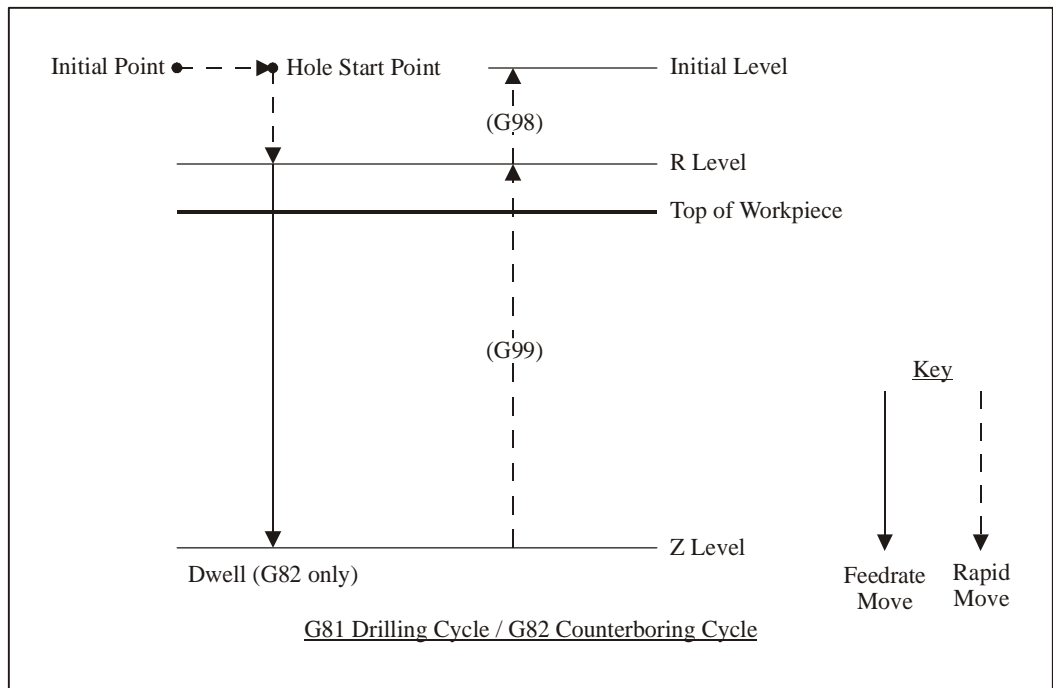 Initial Point
Hole Start Point
Initial Level
(G98)
R Level
Top of Workpiece
(G99)
Key
Z Level
Dwell (G82 only)
Feedrate
Move
Rapid
Move
G81 Drilling Cycle / G82 Counterboring Cycle